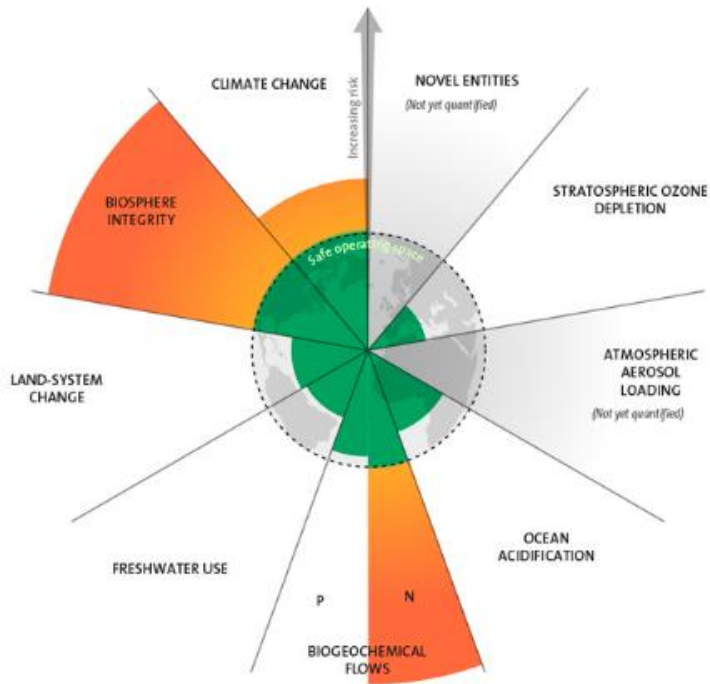 CLIMATE CHANGE
Increasing risk
NOVEL ENTITIES
(Not yet quantified)
STRATOSPHERIC OZONE
DEPLETION
BIOSPHERE
INTEGRITY
Safe operating space
ATMOSPHERIC
AEROSOL
LOADING
(Not yet quantified)
LAND-SYSTEM
CHANGE
OCEAN
ACIDIFICATION
FRESHWATER USE
P
N
BIOGEOCHEMICAL
FLOWS